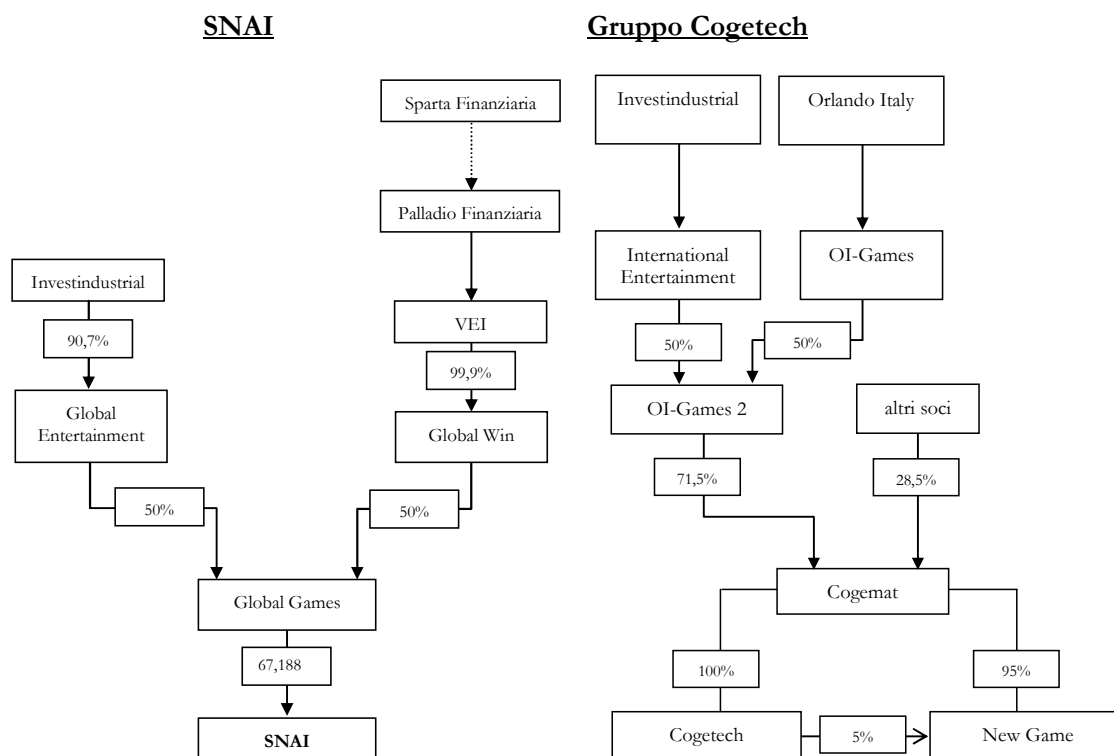 SNAI
Gruppo Cogetech
Sparta Finanziaria
Palladio Finanziaria
Investindustrial
VEI
90,7%
99,9%
Global
Entertainment
Global Win
50%
50%
Global Games
67,188
SNAI
Investindustrial
Orlando Italy
International
Entertainment
OI-Games
50%
50%
OI-Games 2
altri soci
71,5%
28,5%
Cogemat
100%
95%
Cogetech
5%
New Game